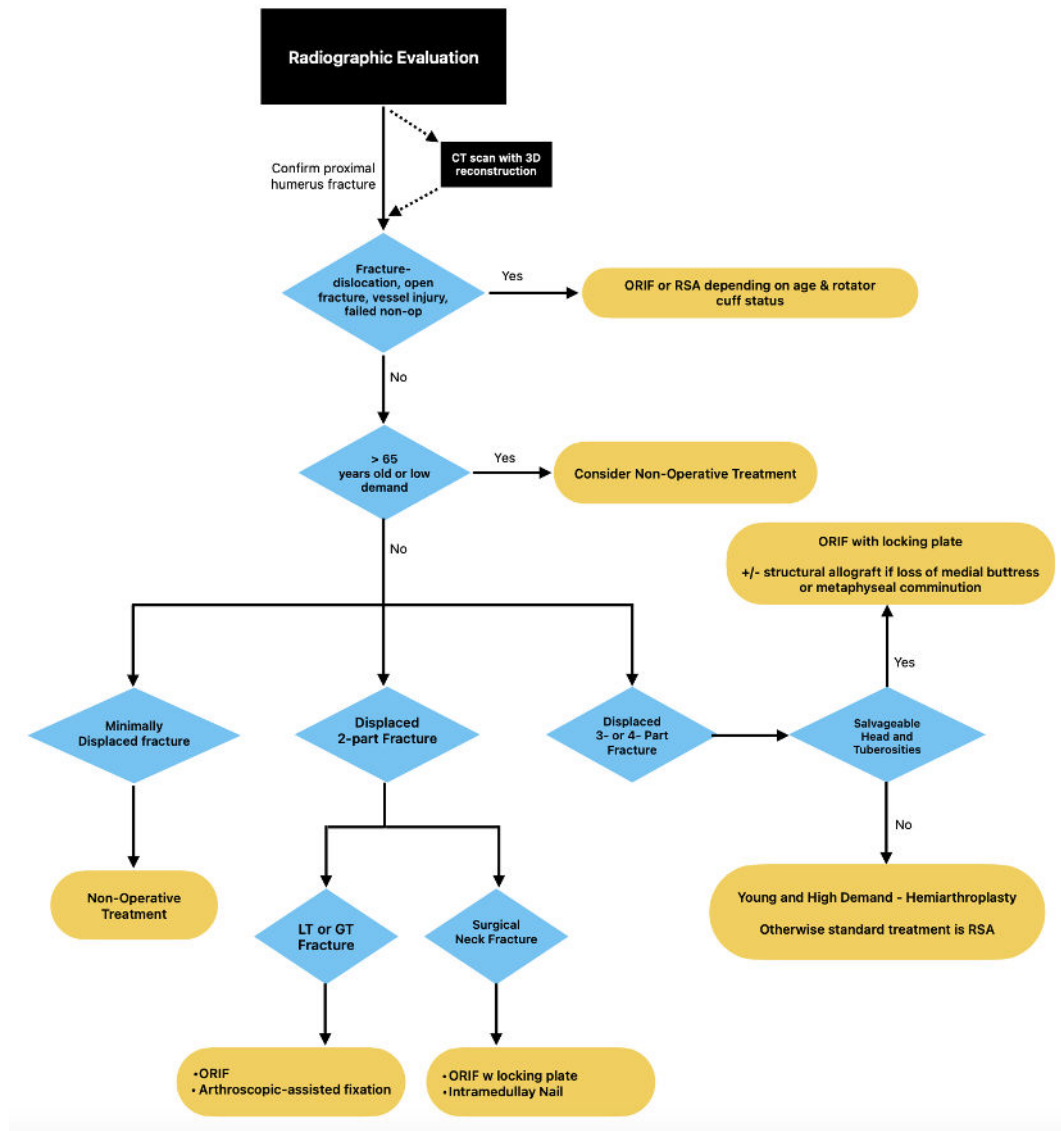 Radiographic Evaluation
Confirm proximal
humerus fracture
CT scan with 3D
reconstruction
Fracture-
dislocation, open
fracture, vessel injury,
failed non-op
Yes
ORIF or RSA depending on age & rotator
cuff status
No
> 65
years old or low
demand
Yes
Consider Non-Operative Treatment
No
ORIF with locking plate
+/- structural allograft if loss of medial buttress
or metaphyseal comminution
Yes
Minimally
Displaced fracture
Displaced
2-part Fracture
Displaced
3- or 4- Part
Fracture
Salvageable
Head and
Tuberosities
No
Non-Operative
Treatment
LT or GT
Fracture
Surgical
Neck Fracture
Young and High Demand - Hemiarthroplasty
Otherwise standard treatment is RSA
•ORIF
•Arthroscopic-assisted fixation
•ORIF w locking plate
•Intramedullay Nail